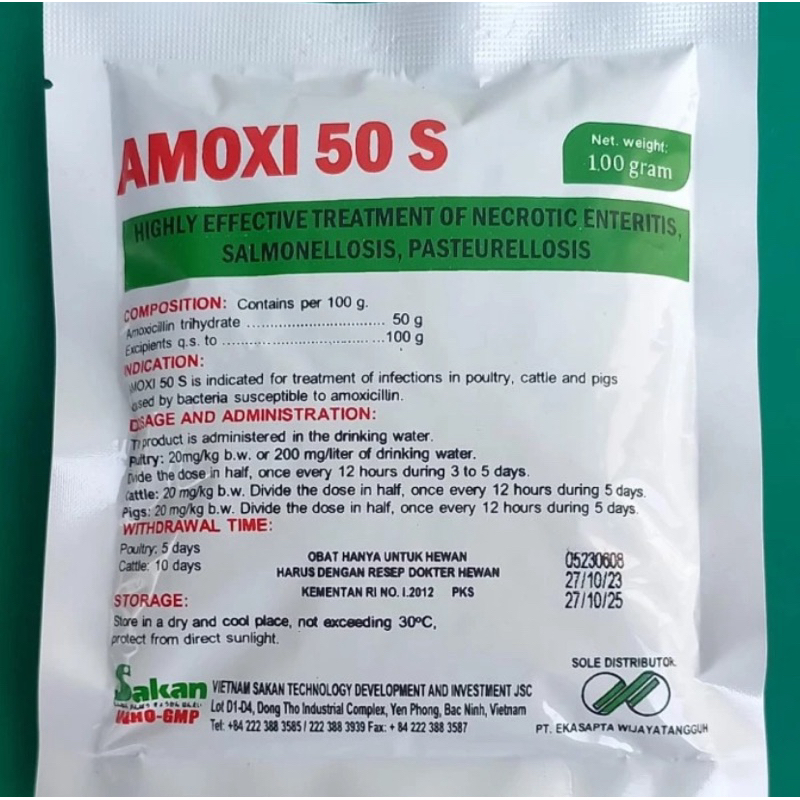 AMOXI 50 S
Net. weight:
100 gram
HIGHLY EFFECTIVE TREATMENT OF NECROTIC ENTERITIS,
SALMONELLOSIS, PASTEURELLOSIS
COMPOSITION: Contains per 100 g.
Amoxicillin trihydrate .................................. 50 g
Excipients q.s. to ........................................100 g
INDICATION:
AMOXI 50 S is indicated for treatment of infections in poultry, cattle and pigs
by bacteria susceptible to amoxicillin.
DOSAGE AND ADMINISTRATION:
product is administered in the drinking water.
Poultry: 20mg/kg b.w. or 200 mg/liter of drinking water.
Divide the dose in half, once every 12 hours during 3 to 5 days.
Cattle: 20 mg/kg b.w. Divide the dose in half, once every 12 hours during 5 days.
Pigs: 20 mg/kg b.w. Divide the dose in half, once every 12 hours during 5 days.
WITHDRAWAL TIME:
Poultry: 5 days
Cattle: 10 days
OBAT HANYA UNTUK HEWAN
HARUS DENGAN RESEP DOKTER HEWAN
KEMENTAN RI NO. I.2012 PKS
05230608
27/10/23
27/10/25
STORAGE:
Store in a dry and cool place, not exceeding 30ºC,
protect from direct sunlight.
Sakan
WHO-GMP
VIETNAM SAKAN TECHNOLOGY DEVELOPMENT AND INVESTMENT JSC
Lot D1-D4, Dong Tho Industrial Complex, Yen Phong, Bac Ninh, Vietnam
Tel: +84 222 388 3585 / 222 388 3939 Fax: + 84 222 388 3587
SOLE DISTRIBUTOR
PT. EKASAPTA WIJAYATANGGUH